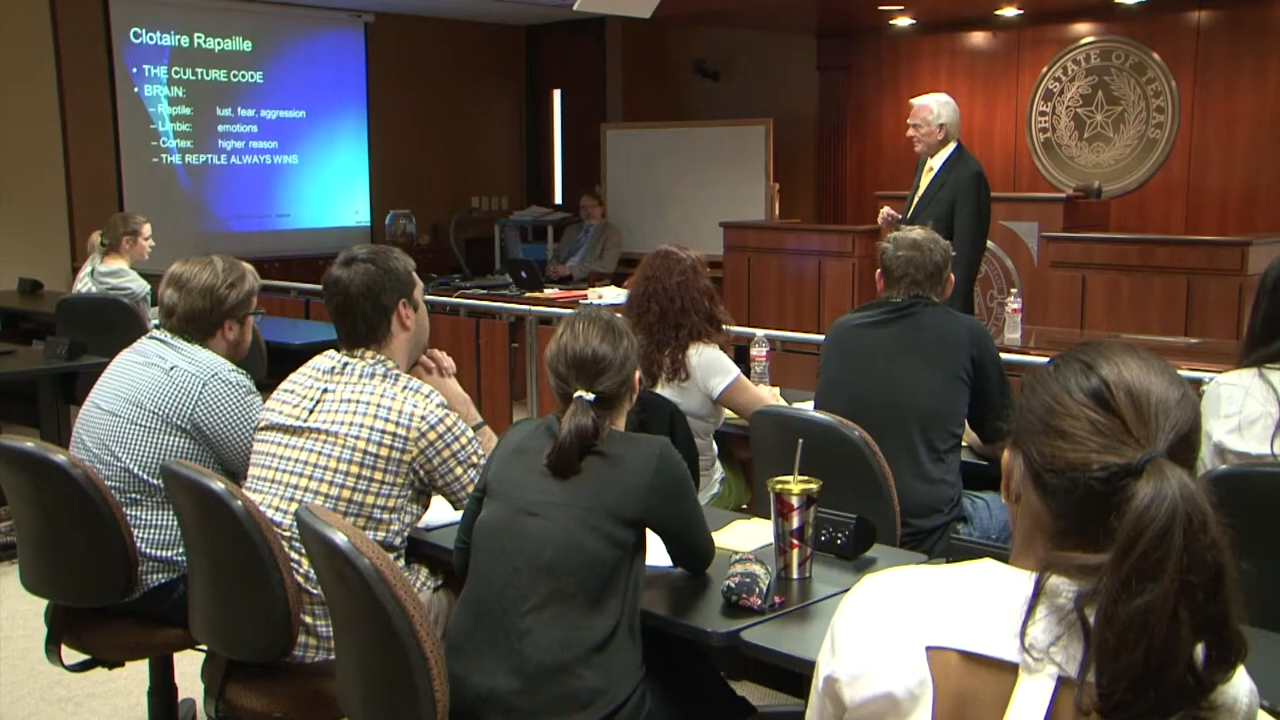 Clotaire Rapaille
• THE CULTURE CODE
• BRAIN:
– Reptile: lust, fear, aggression
– Limbic: emotions
– Cortex: higher reason
– THE REPTILE ALWAYS WINS
THE STATE OF TEXAS